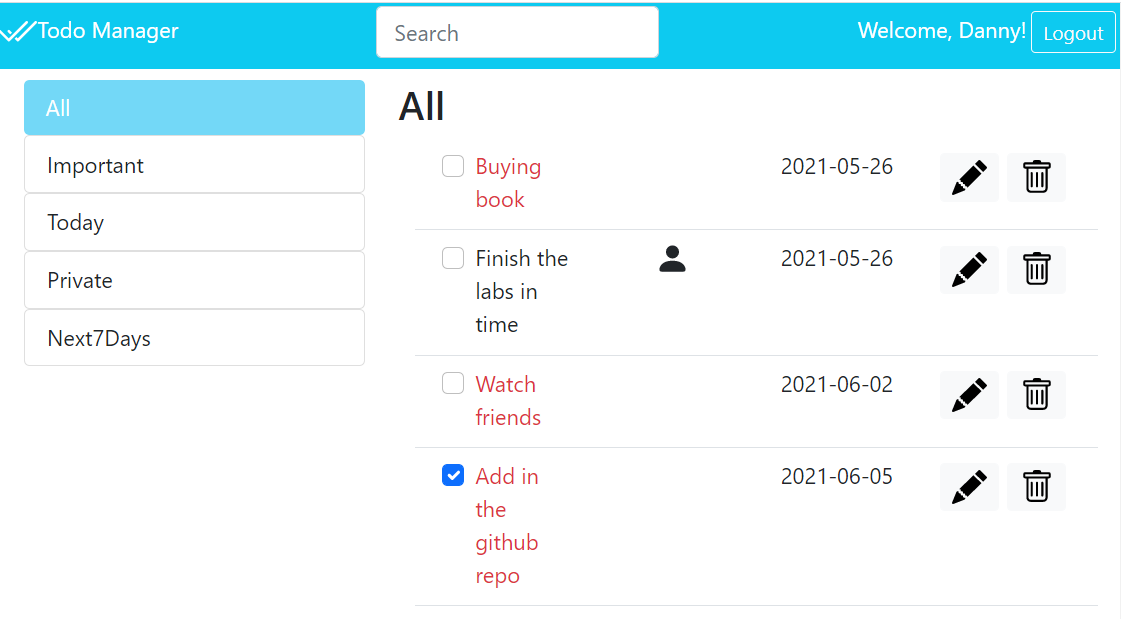 Todo Manager
Search
Welcome, Danny!
Logout
All
Important
Today
Private
Next7Days
All
Buying
book
2021-05-26
Finish the
labs in
time
2021-05-26
Watch
friends
2021-06-02
Add in
the
github
repo
2021-06-05